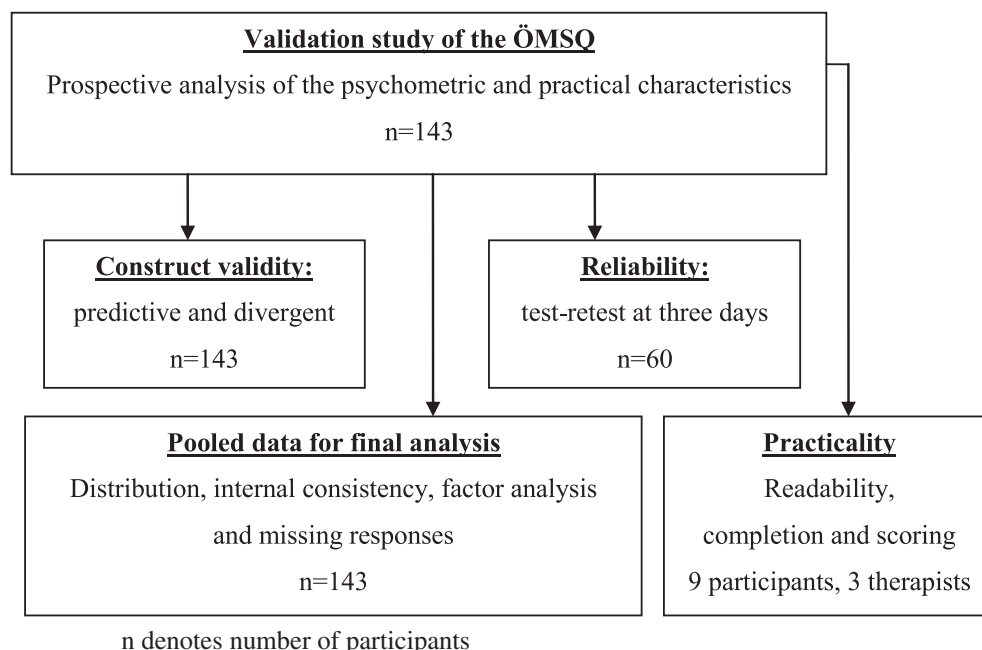 Validation study of the ÖMSQ
Prospective analysis of the psychometric and practical characteristics
n=143
Construct validity:
predictive and divergent
n=143
Reliability:
test-retest at three days
n=60
Pooled data for final analysis
Distribution, internal consistency, factor analysis
and missing responses
n=143
Practicality
Readability,
completion and scoring
9 participants, 3 therapists
n denotes number of participants